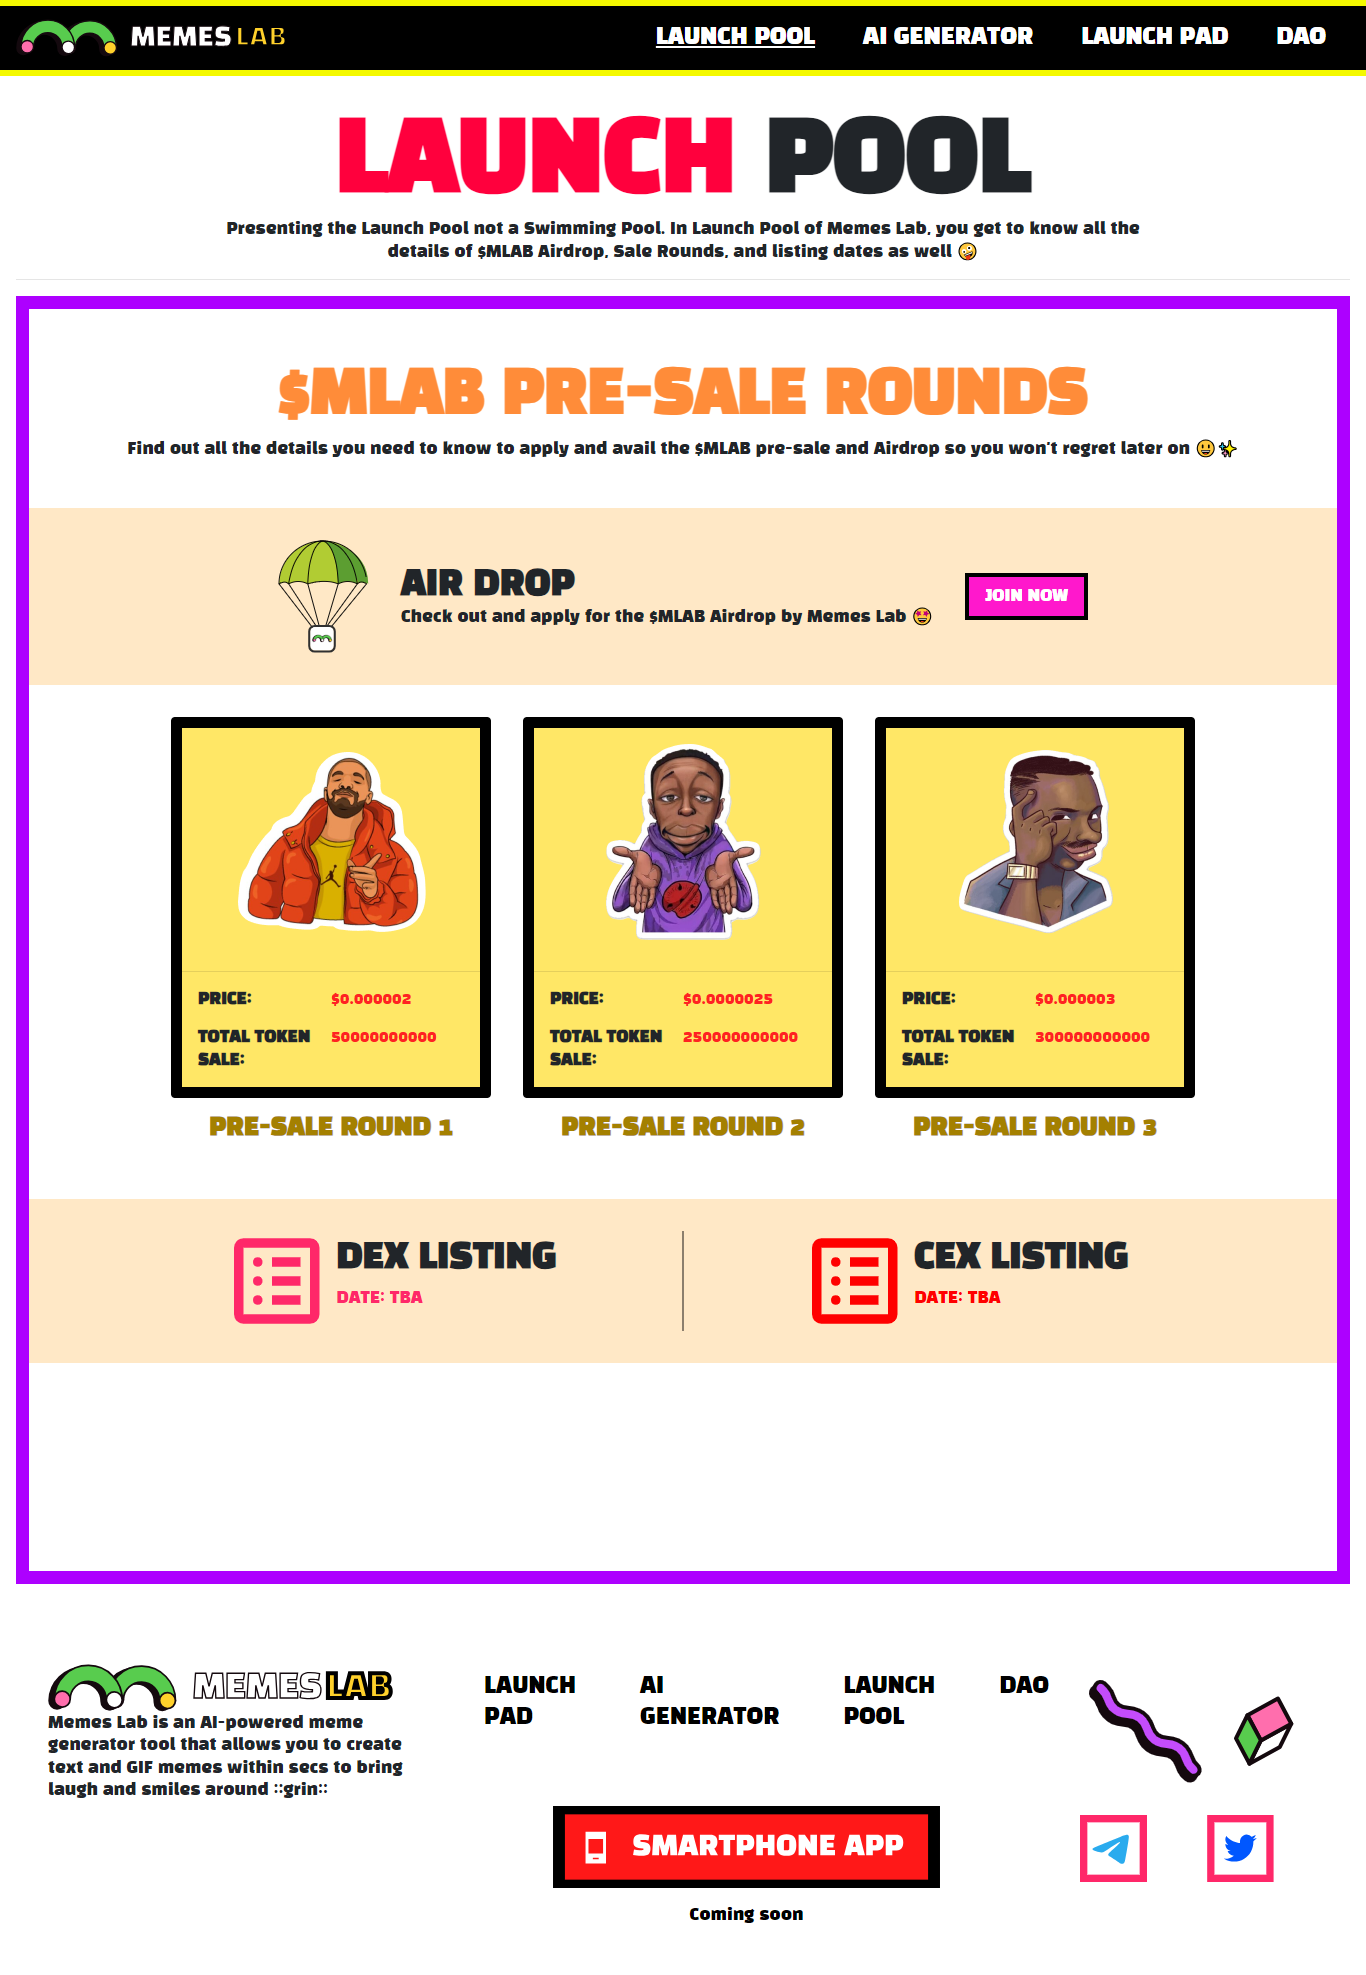 MEMES LAB
LAUNCH POOL AI GENERATOR LAUNCH PAD DAO
LAUNCH POOL
Presenting the Launch Pool not a Swimming Pool. In Launch Pool of Memes Lab, you get to know all the
details of $MLAB Airdrop, Sale Rounds, and listing dates as well 🤪
$MLAB PRE-SALE ROUNDS
Find out all the details you need to know to apply and avail the $MLAB pre-sale and Airdrop so you won't regret later on 😀✨
AIR DROP
Check out and apply for the $MLAB Airdrop by Memes Lab 🤩
JOIN NOW
PRICE: $0.000002
TOTAL TOKEN SALE: 50000000000
PRE-SALE ROUND 1
PRICE: $0.0000025
TOTAL TOKEN SALE: 250000000000
PRE-SALE ROUND 2
PRICE: $0.000003
TOTAL TOKEN SALE: 300000000000
PRE-SALE ROUND 3
DEX LISTING
DATE: TBA
CEX LISTING
DATE: TBA
MEMES LAB
Memes Lab is an AI-powered meme
generator tool that allows you to create
text and GIF memes within secs to bring
laugh and smiles around ::grin::
LAUNCH
PAD
AI
GENERATOR
LAUNCH
POOL
DAO
SMARTPHONE APP
Coming soon